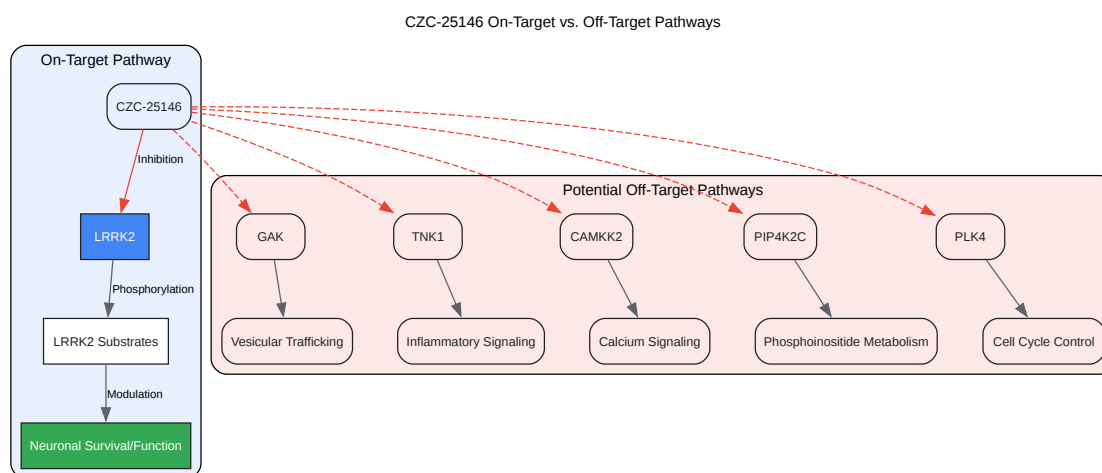 CZC-25146 On-Target vs. Off-Target Pathways
On-Target Pathway
CZC-25146
Inhibition
LRRK2
Phosphorylation
LRRK2 Substrates
Modulation
Neuronal Survival/Function
Potential Off-Target Pathways
GAK
TNK1
CAMKK2
PIP4K2C
PLK4
Vesicular Trafficking
Inflammatory Signaling
Calcium Signaling
Phosphoinositide Metabolism
Cell Cycle Control